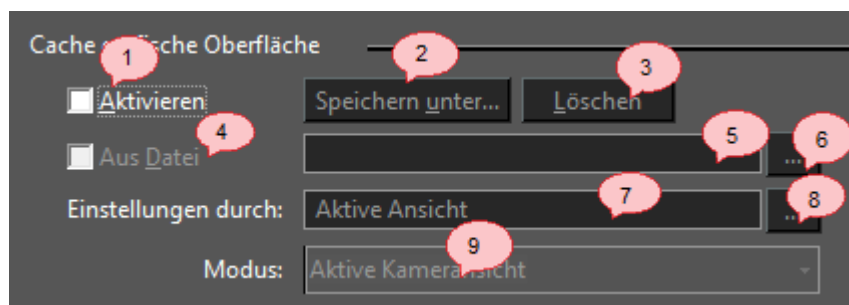 Cache Oberfläche
1 2 3
Aktivieren Speichern unter... Löschen
4 5 6
Aus Datei ...
7 8
Einstellungen durch: Aktive Ansicht
9
Modus: Aktive Kameransicht